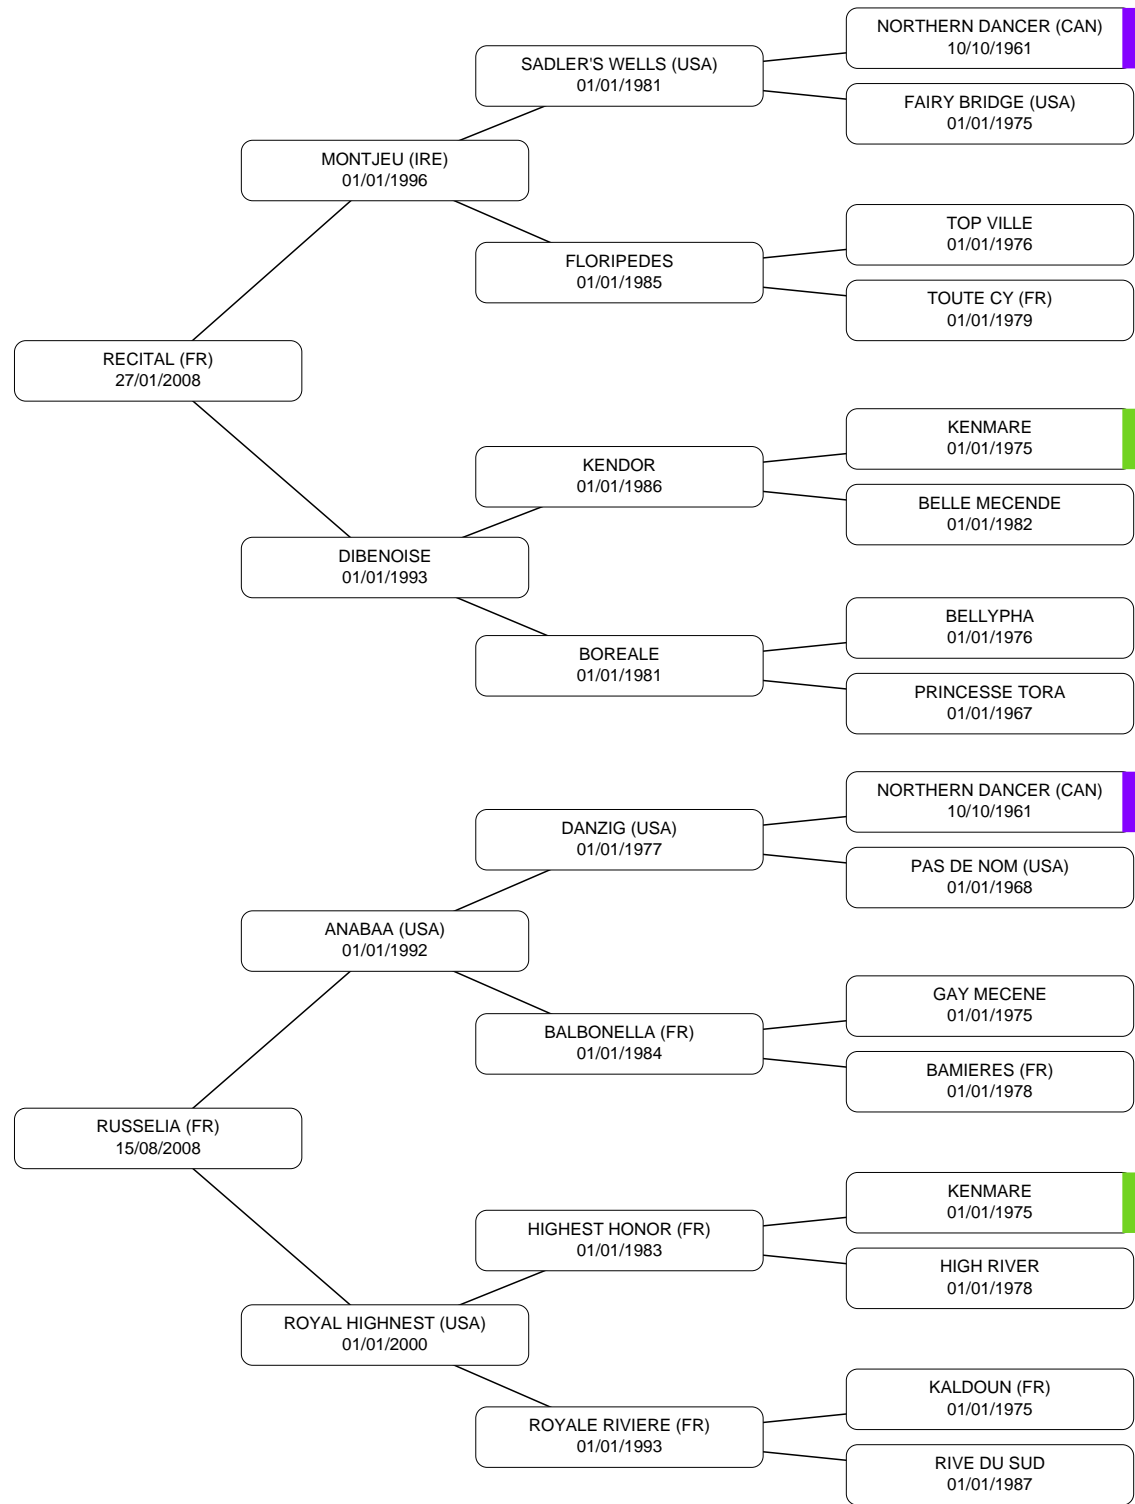 NORTHERN DANCER (CAN)
10/10/1961
SADLER'S WELLS (USA)
01/01/1981
FAIRY BRIDGE (USA)
01/01/1975
MONTJEU (IRE)
01/01/1996
TOP VILLE
01/01/1976
FLORIPEDES
01/01/1985
TOUTE CY (FR)
01/01/1979
RECITAL (FR)
27/01/2008
KENMARE
01/01/1975
KENDOR
01/01/1986
BELLE MECENDE
01/01/1982
DIBENOISE
01/01/1993
BELLYPHA
01/01/1976
BOREALE
01/01/1981
PRINCESSE TORA
01/01/1967
NORTHERN DANCER (CAN)
10/10/1961
DANZIG (USA)
01/01/1977
PAS DE NOM (USA)
01/01/1968
ANABAA (USA)
01/01/1992
GAY MECENE
01/01/1975
BALBONELLA (FR)
01/01/1984
BAMIERES (FR)
01/01/1978
RUSSELIA (FR)
15/08/2008
KENMARE
01/01/1975
HIGHEST HONOR (FR)
01/01/1983
HIGH RIVER
01/01/1978
ROYAL HIGHNEST (USA)
01/01/2000
KALDOUN (FR)
01/01/1975
ROYALE RIVIERE (FR)
01/01/1993
RIVE DU SUD
01/01/1987